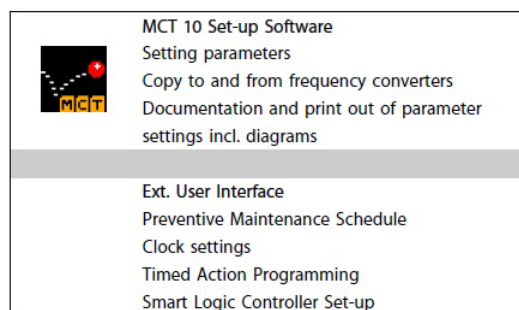 MCT 10 Set-up Software
Setting parameters
Copy to and from frequency converters
Documentation and print out of parameter
settings incl. diagrams
MCT
Ext. User Interface
Preventive Maintenance Schedule
Clock settings
Timed Action Programming
Smart Logic Controller Set-up